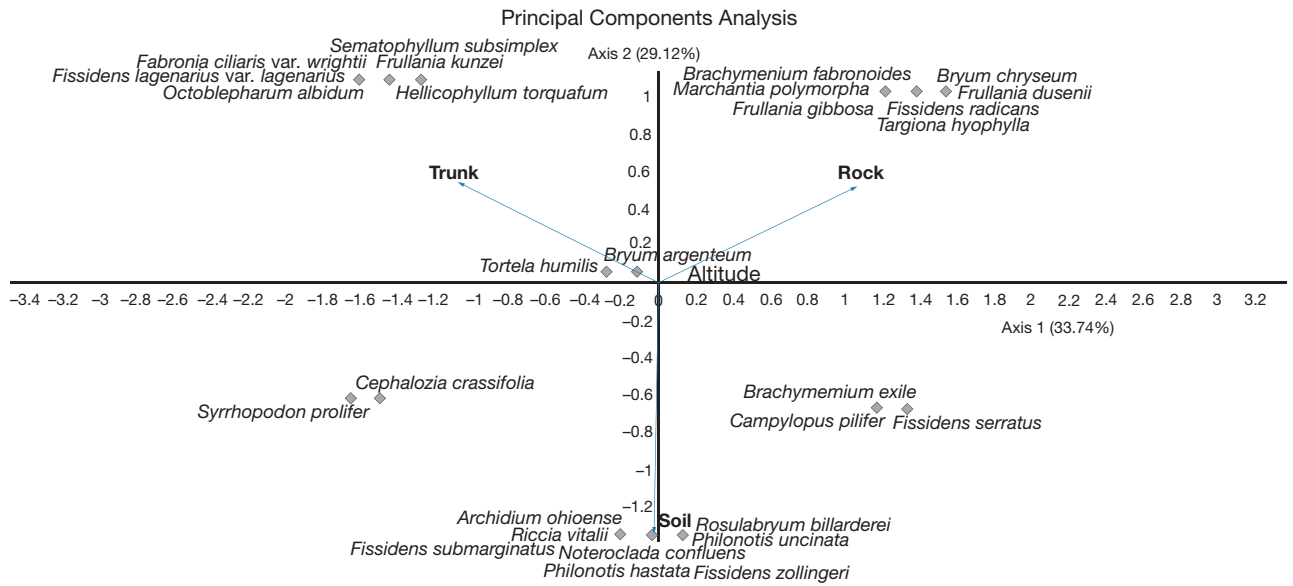 Principal Components Analysis
Axis 2 (29.12%)
Sematophyllum subsimplex
Fabronia ciliaris var. wrightii Frullania kunzei
Fissidens lagenarius var. lagenarius
Octoblepharum albidum Hellicophyllum torquafum
Brachymenium fabronoides Bryum chryseum
Marchantia polymorpha Frullania dusenii
Frullania gibbosa Fissidens radicans
Targiona hyophylla
1
0.8
0.6
0.4
0.2
Trunk
Rock
Bryum argenteum
Tortela humilis
Altitude
–3.4 –3.2 –3 –2.8 –2.6 –2.4 –2.2 –2 –1.8 –1.6 –1.4 –1.2 –1 –0.8 –0.6 –0.4 –0.2 0 0.2 0.4 0.6 0.8 1 1.2 1.4 1.6 1.8 2 2.2 2.4 2.6 2.8 3 3.2
Axis 1 (33.74%)
–0.2
–0.4
–0.6
–0.8
–1
–1.2
Cephalozia crassifolia
Syrrhopodon prolifer
Brachymemium exile
Campylopus pilifer Fissidens serratus
Archidium ohioense Soil Rosulabryum billarderei
Riccia vitalii Philonotis uncinata
Fissidens submarginatus Noteroclada confluens
Philonotis hastata Fissidens zollingeri